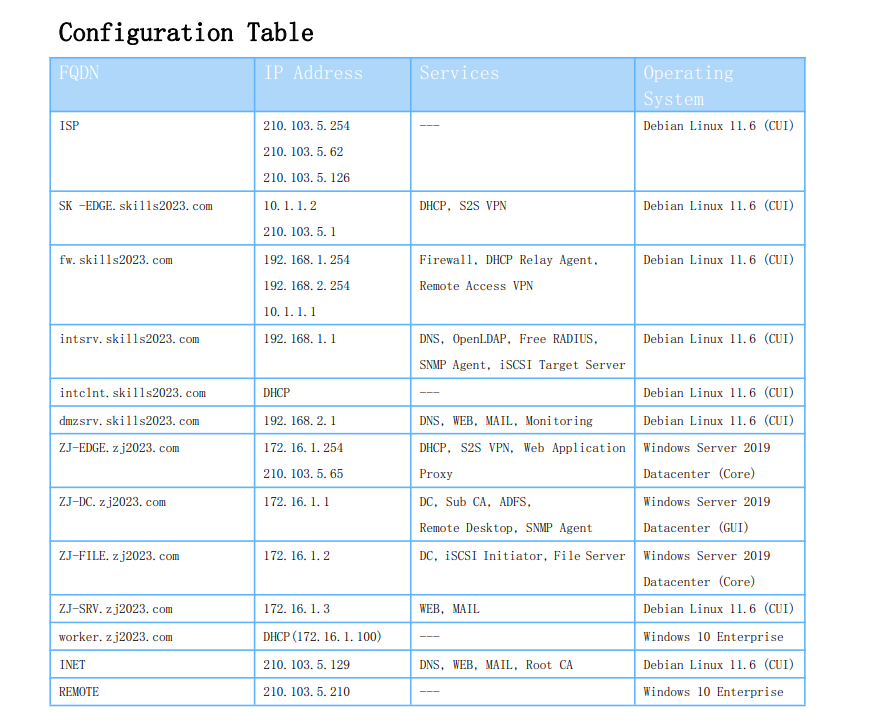 Configuration Table
FQDN IP Address Services Operating
System
ISP 210.103.5.254 --- Debian Linux 11.6 (CUI)
210.103.5.62
210.103.5.126
SK -EDGE.skills2023.com 10.1.1.2 DHCP, S2S VPN Debian Linux 11.6 (CUI)
210.103.5.1
fw.skills2023.com 192.168.1.254 Firewall, DHCP Relay Agent, Debian Linux 11.6 (CUI)
192.168.2.254 Remote Access VPN
10.1.1.1
intsrv.skills2023.com 192.168.1.1 DNS, OpenLDAP, Free RADIUS, Debian Linux 11.6 (CUI)
SNMP Agent, iSCSI Target Server
intclnt.skills2023.com DHCP --- Debian Linux 11.6 (CUI)
dmzsrv.skills2023.com 192.168.2.1 DNS, WEB, MAIL, Monitoring Debian Linux 11.6 (CUI)
ZJ-EDGE.zj2023.com 172.16.1.254 DHCP, S2S VPN, Web Application Windows Server 2019
210.103.5.65 Proxy Datacenter (Core)
ZJ-DC.zj2023.com 172.16.1.1 DC, Sub CA, ADFS, Windows Server 2019
Remote Desktop, SNMP Agent Datacenter (GUI)
ZJ-FILE.zj2023.com 172.16.1.2 DC, iSCSI Initiator, File Server Windows Server 2019
Datacenter (Core)
ZJ-SRV.zj2023.com 172.16.1.3 WEB, MAIL Debian Linux 11.6 (CUI)
worker.zj2023.com DHCP(172.16.1.100) --- Windows 10 Enterprise
INET 210.103.5.129 DNS, WEB, MAIL, Root CA Debian Linux 11.6 (CUI)
REMOTE 210.103.5.210 --- Windows 10 Enterprise